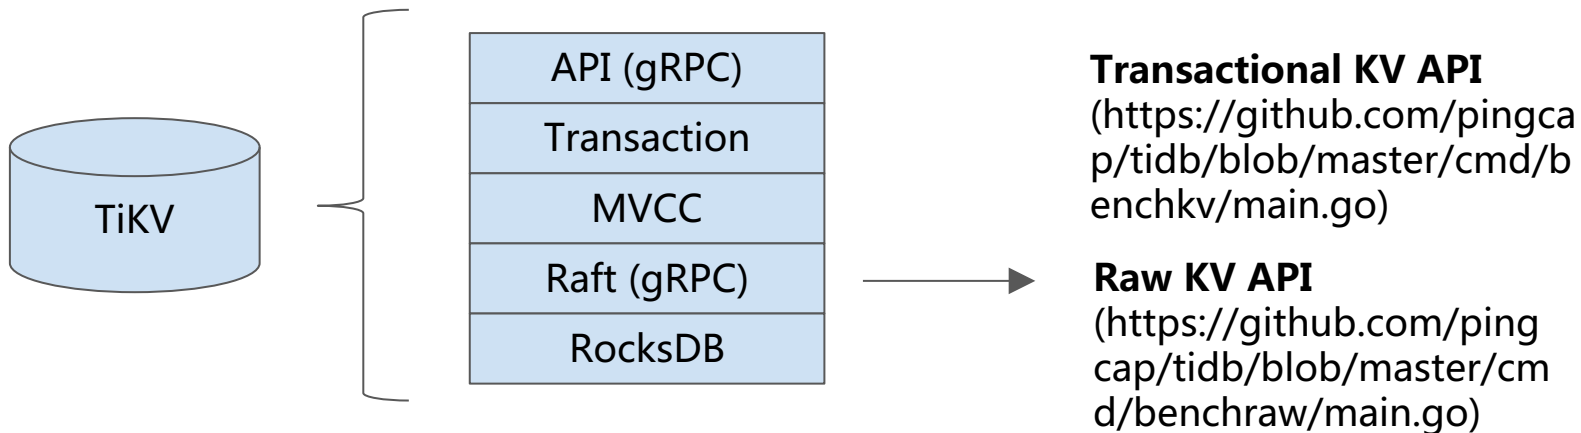 TiKV
API (gRPC)
Transaction
MVCC
Raft (gRPC)
RocksDB
Transactional KV API
(https://github.com/pingca
p/tidb/blob/master/cmd/b
enchkv/main.go)
Raw KV API
(https://github.com/ping
cap/tidb/blob/master/cm
d/benchraw/main.go)